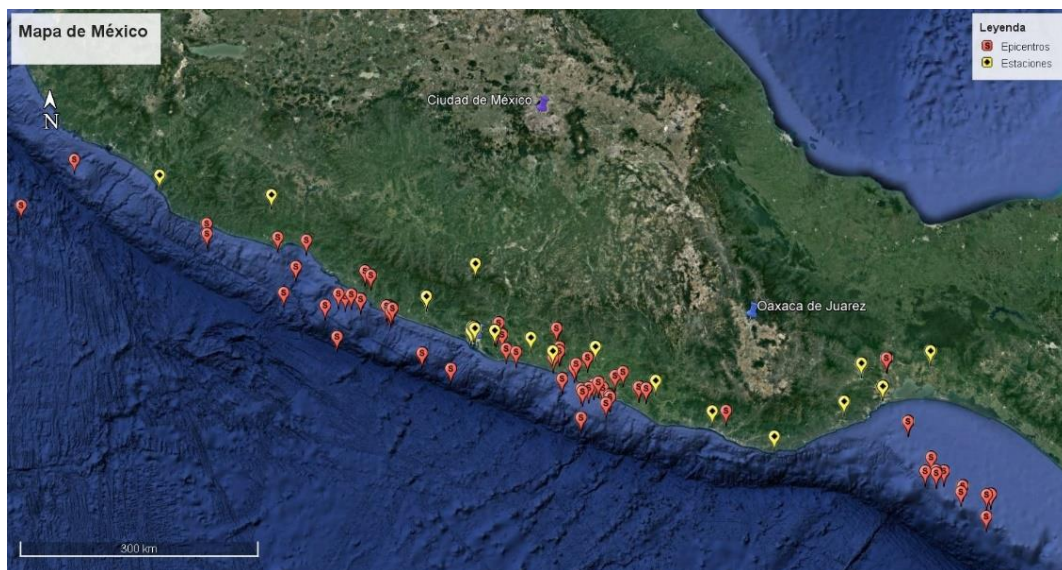 Mapa de México
Leyenda
Epicentros
Estaciones
Ciudad de México
N
Oaxaca de Juarez
300 km